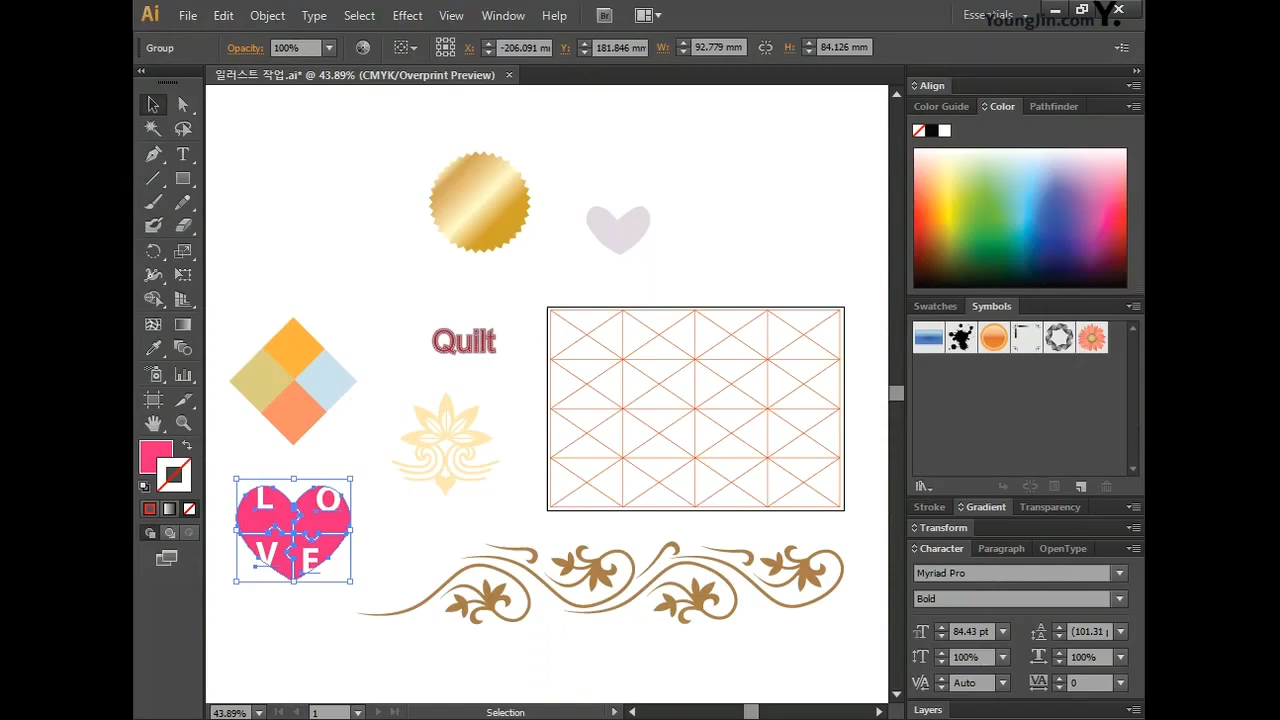 Ai File Edit Object Type Select Effect View Window Help Br Essentials
YoungJin.com Y.
Group Opacity: 100% X: -206.091 m Y: 181.846 mm W: 92.779 mm H: 84.126 mm
일러스트 작업.ai* @ 43.89% (CMYK/Overprint Preview) ×
Align
Color Guide Color Pathfinder
Swatches Symbols
Quilt
L O
V E
Stroke Gradient Transparency
Transform
Character Paragraph OpenType
Myriad Pro
Bold
84.43 pt (101.31
100% 100%
Auto 0
Layers
43.89% 1 Selection